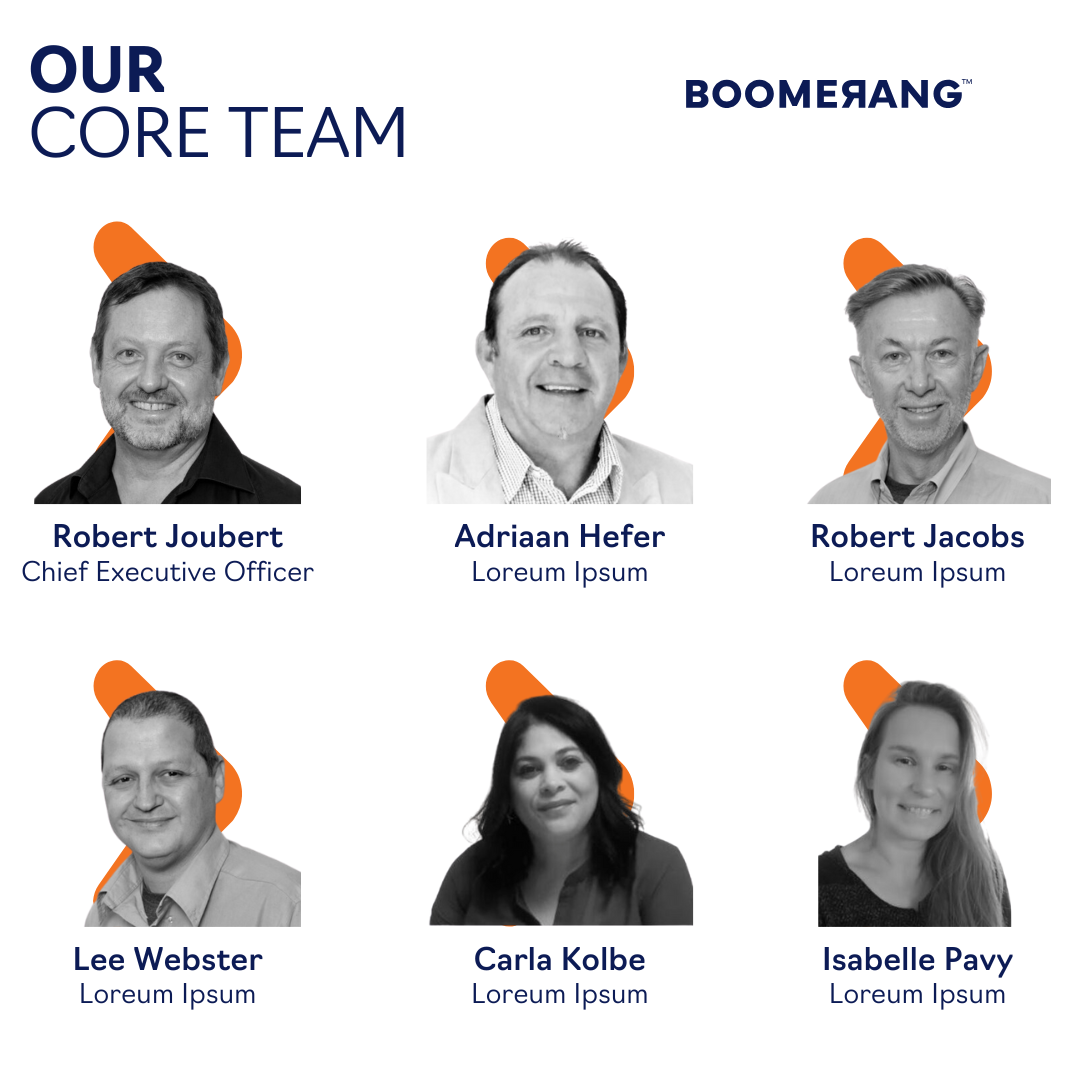 OUR
CORE TEAM
BOOMEЯANG™
Robert Joubert
Chief Executive Officer
Adriaan Hefer
Loreum Ipsum
Robert Jacobs
Loreum Ipsum
Lee Webster
Loreum Ipsum
Carla Kolbe
Loreum Ipsum
Isabelle Pavy
Loreum Ipsum